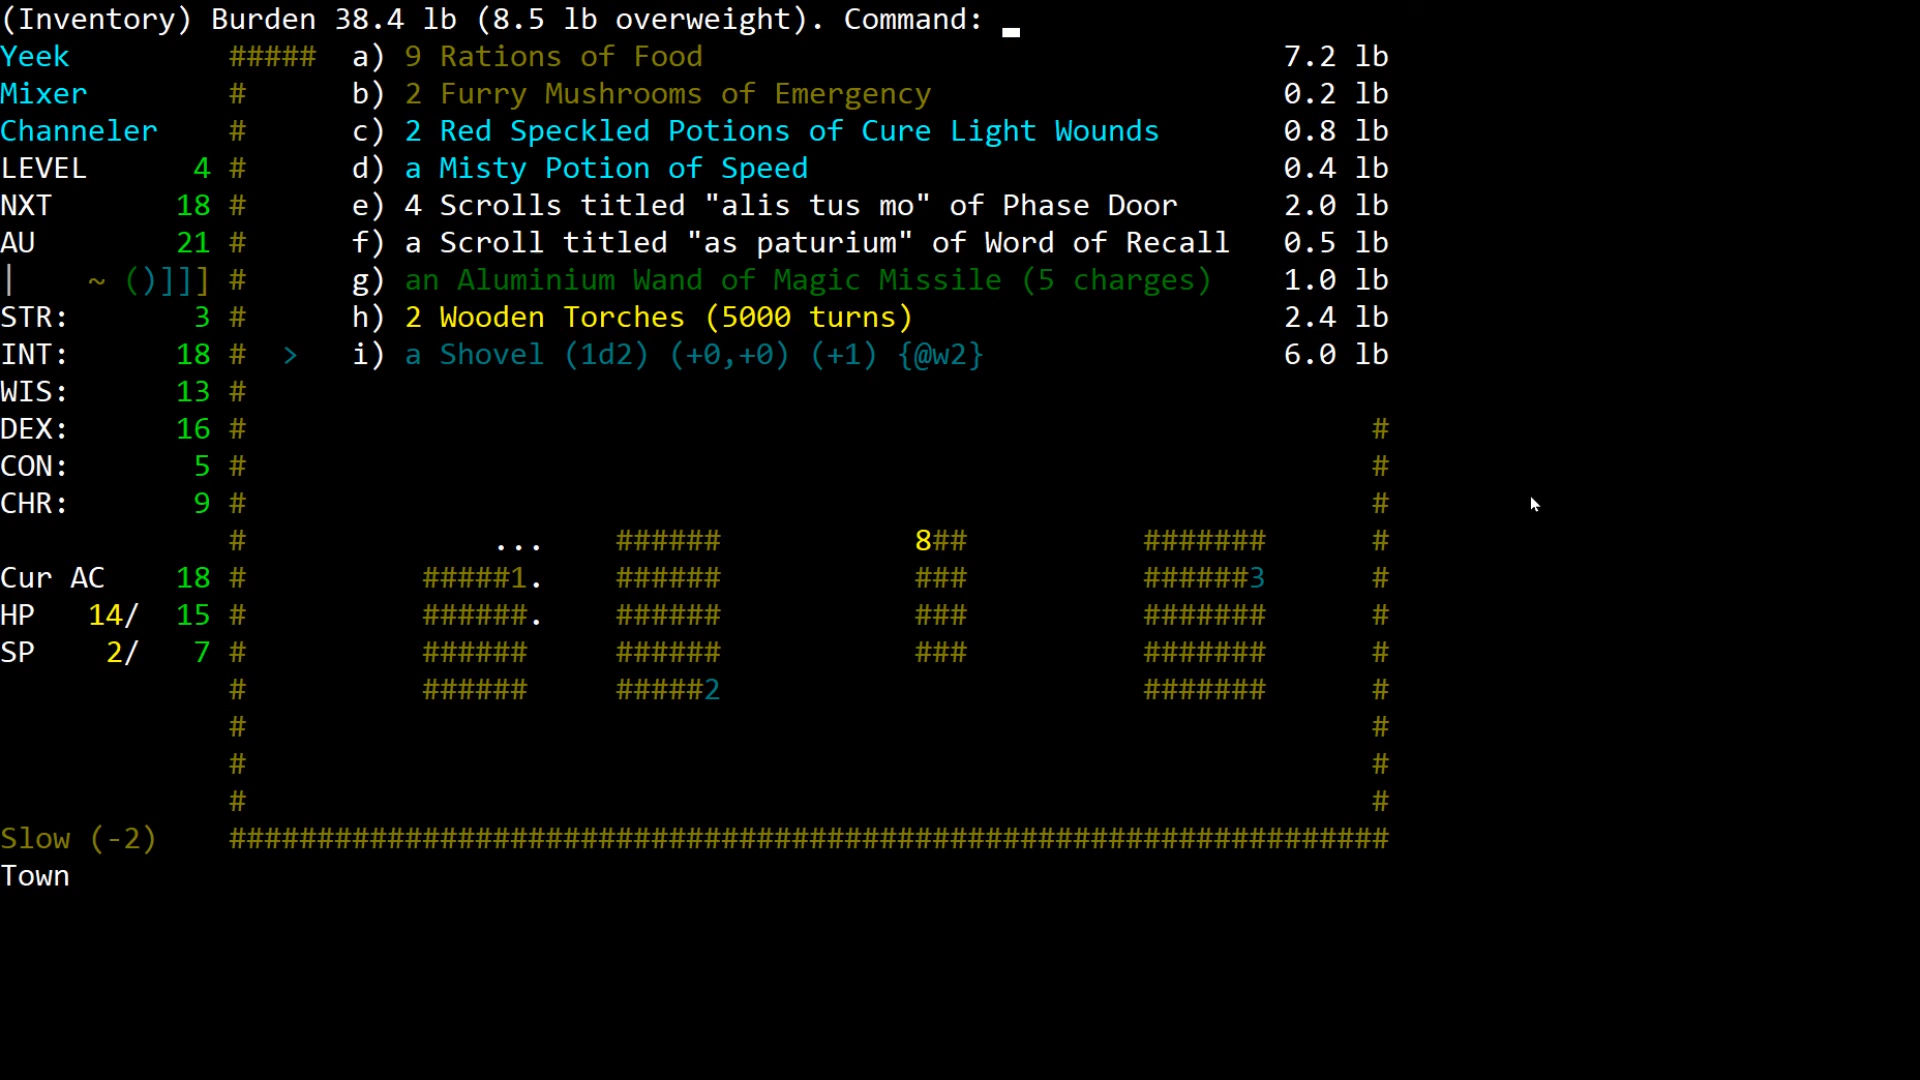 (Inventory) Burden 38.4 lb (8.5 lb overweight). Command: _
Yeek ##### a) 9 Rations of Food 7.2 lb
Mixer # b) 2 Furry Mushrooms of Emergency 0.2 lb
Channeler # c) 2 Red Speckled Potions of Cure Light Wounds 0.8 lb
LEVEL 4 # d) a Misty Potion of Speed 0.4 lb
NXT 18 # e) 4 Scrolls titled "alis tus mo" of Phase Door 2.0 lb
AU 21 # f) a Scroll titled "as paturium" of Word of Recall 0.5 lb
| ~ ()]]] # g) an Aluminium Wand of Magic Missile (5 charges) 1.0 lb
STR: 3 # h) 2 Wooden Torches (5000 turns) 2.4 lb
INT: 18 # > i) a Shovel (1d2) (+0,+0) (+1) {@w2} 6.0 lb
WIS: 13 #
DEX: 16 # #
CON: 5 # #
CHR: 9 # #
# ... ###### 8## ####### #
Cur AC 18 # #####1. ###### ### ######3 #
HP 14/ 15 # ######. ###### ### ####### #
SP 2/ 7 # ###### ###### ### ####### #
# ###### #####2 ####### #
# #
# #
# #
Slow (-2) ##################################################################
Town